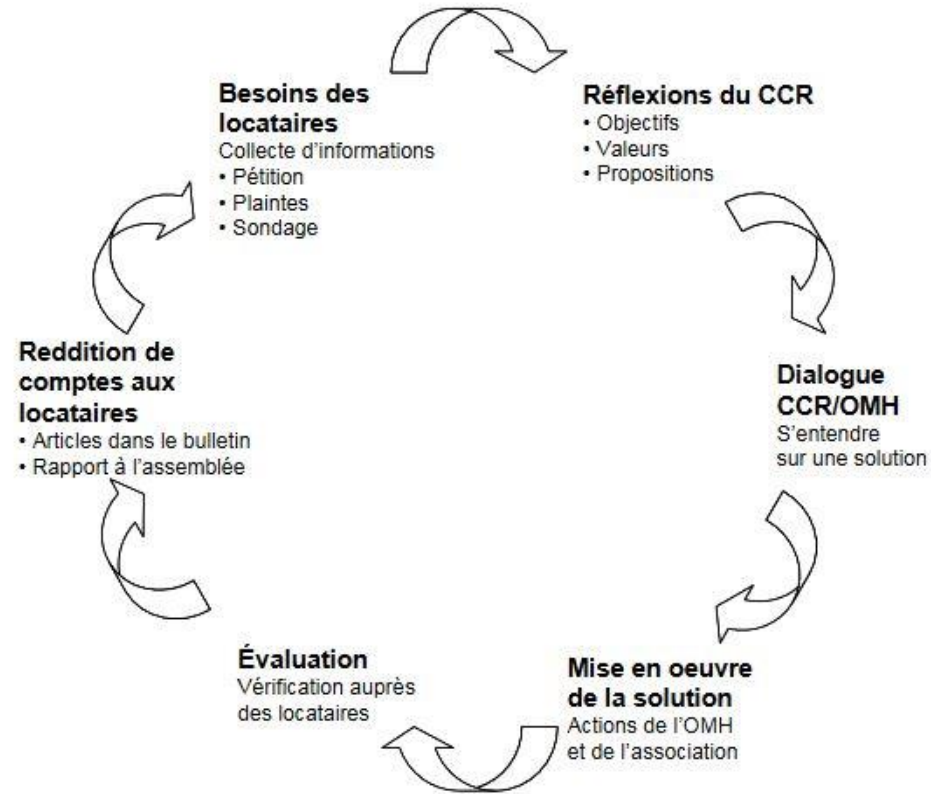 Besoins des
locataires
Collecte d'informations
• Pétition
• Plaintes
• Sondage
Réflexions du CCR
• Objectifs
• Valeurs
• Propositions
Dialogue
CCR/OMH
S'entendre
sur une solution
Mise en oeuvre
de la solution
Actions de l'OMH
et de l'association
Évaluation
Vérification auprès
des locataires
Reddition de
comptes aux
locataires
• Articles dans le bulletin
• Rapport à l'assemblée